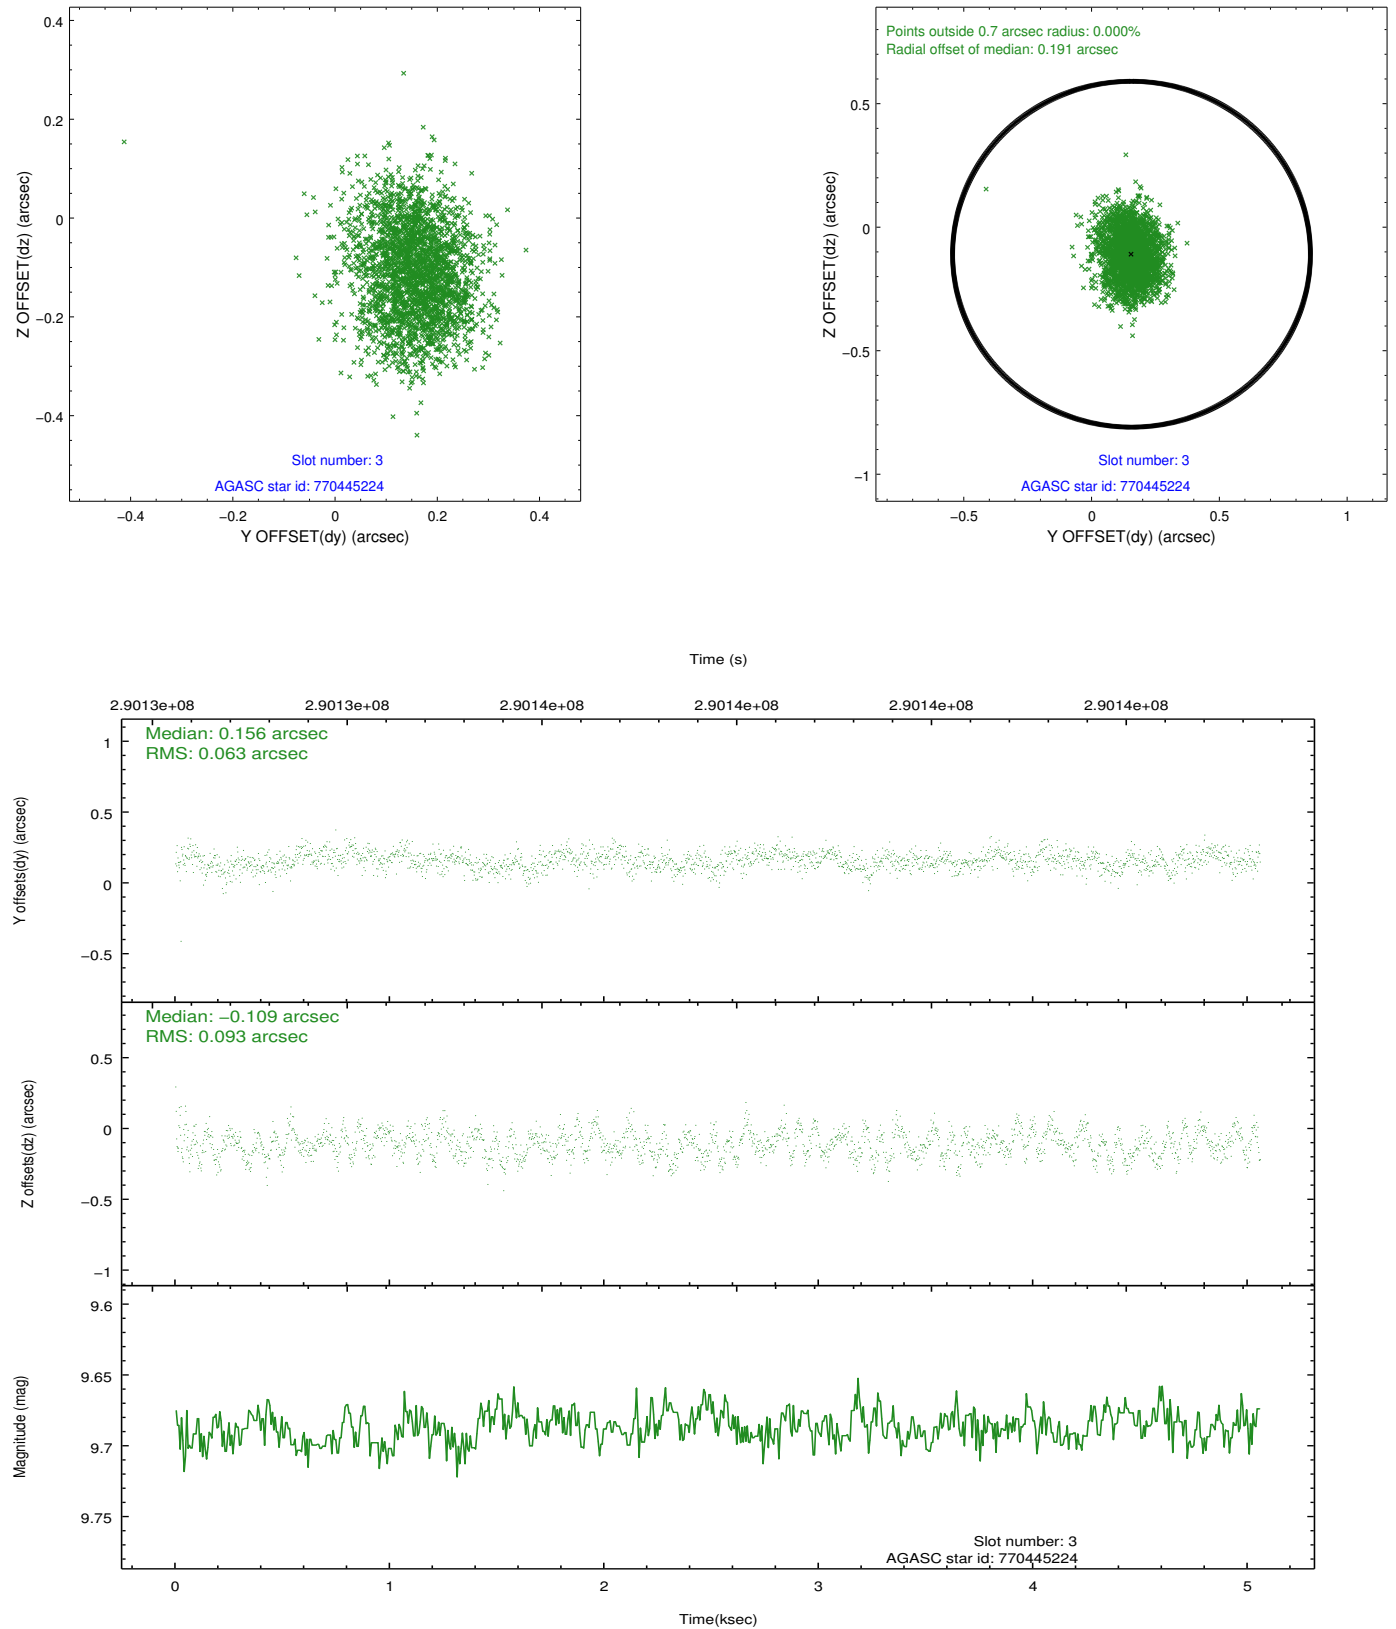 0.4
0.2
0
−0.2
−0.4
Z OFFSET(dz) (arcsec)
Slot number: 3
AGASC star id: 770445224
−0.4 −0.2 0 0.2 0.4
Y OFFSET(dy) (arcsec)
Points outside 0.7 arcsec radius: 0.000%
Radial offset of median: 0.191 arcsec
0.5
0
−0.5
−1
Z OFFSET(dz) (arcsec)
Slot number: 3
AGASC star id: 770445224
−0.5 0 0.5 1
Y OFFSET(dy) (arcsec)
Time (s)
2.9013e+08 2.9013e+08 2.9014e+08 2.9014e+08 2.9014e+08 2.9014e+08
Median: 0.156 arcsec
RMS: 0.063 arcsec
1
0.5
0
−0.5
Y offsets(dy) (arcsec)
Median: −0.109 arcsec
RMS: 0.093 arcsec
0.5
0
−0.5
−1
Z offsets(dz) (arcsec)
9.6
9.65
9.7
9.75
Magnitude (mag)
Slot number: 3
AGASC star id: 770445224
0 1 2 3 4 5
Time(ksec)